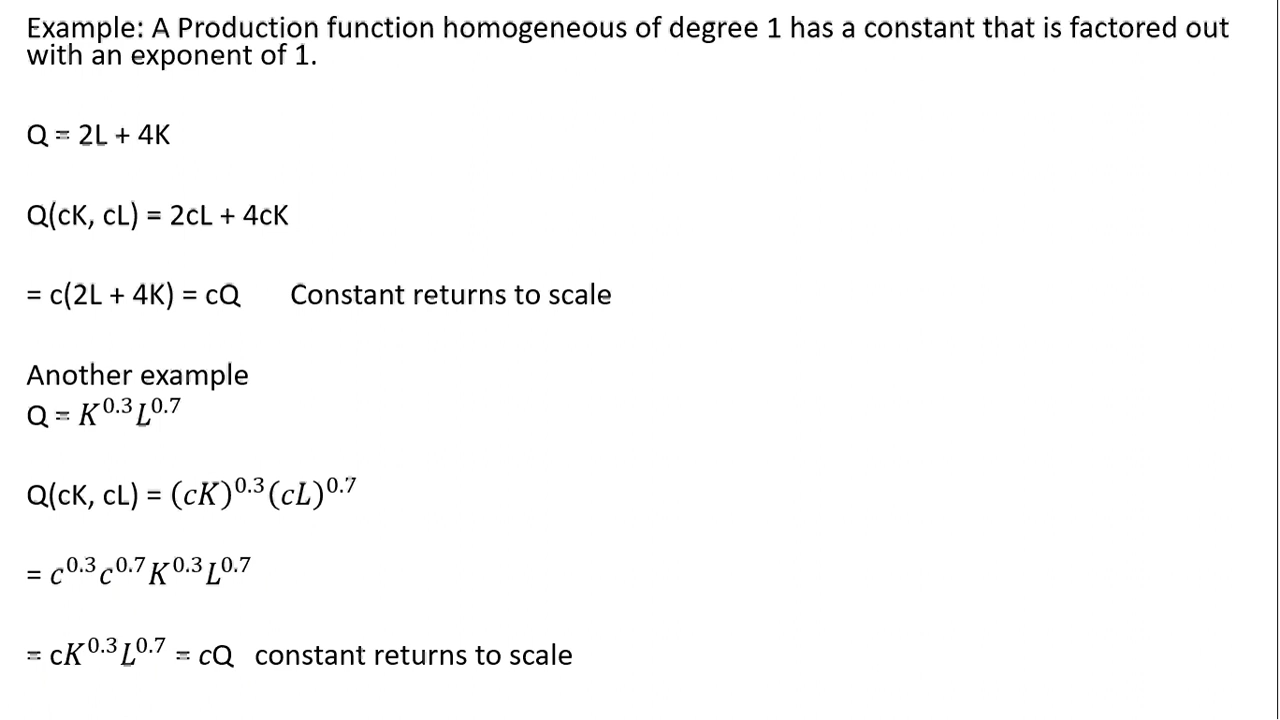 Example: A Production function homogeneous of degree 1 has a constant that is factored out
with an exponent of 1.
Q = 2L + 4K
Q(cK, cL) = 2cL + 4cK
= c(2L + 4K) = cQ Constant returns to scale
Another example
Q = K^0.3 L^0.7
Q(cK, cL) = (cK)^0.3 (cL)^0.7
= c^0.3 c^0.7 K^0.3 L^0.7
= cK^0.3 L^0.7 = cQ constant returns to scale